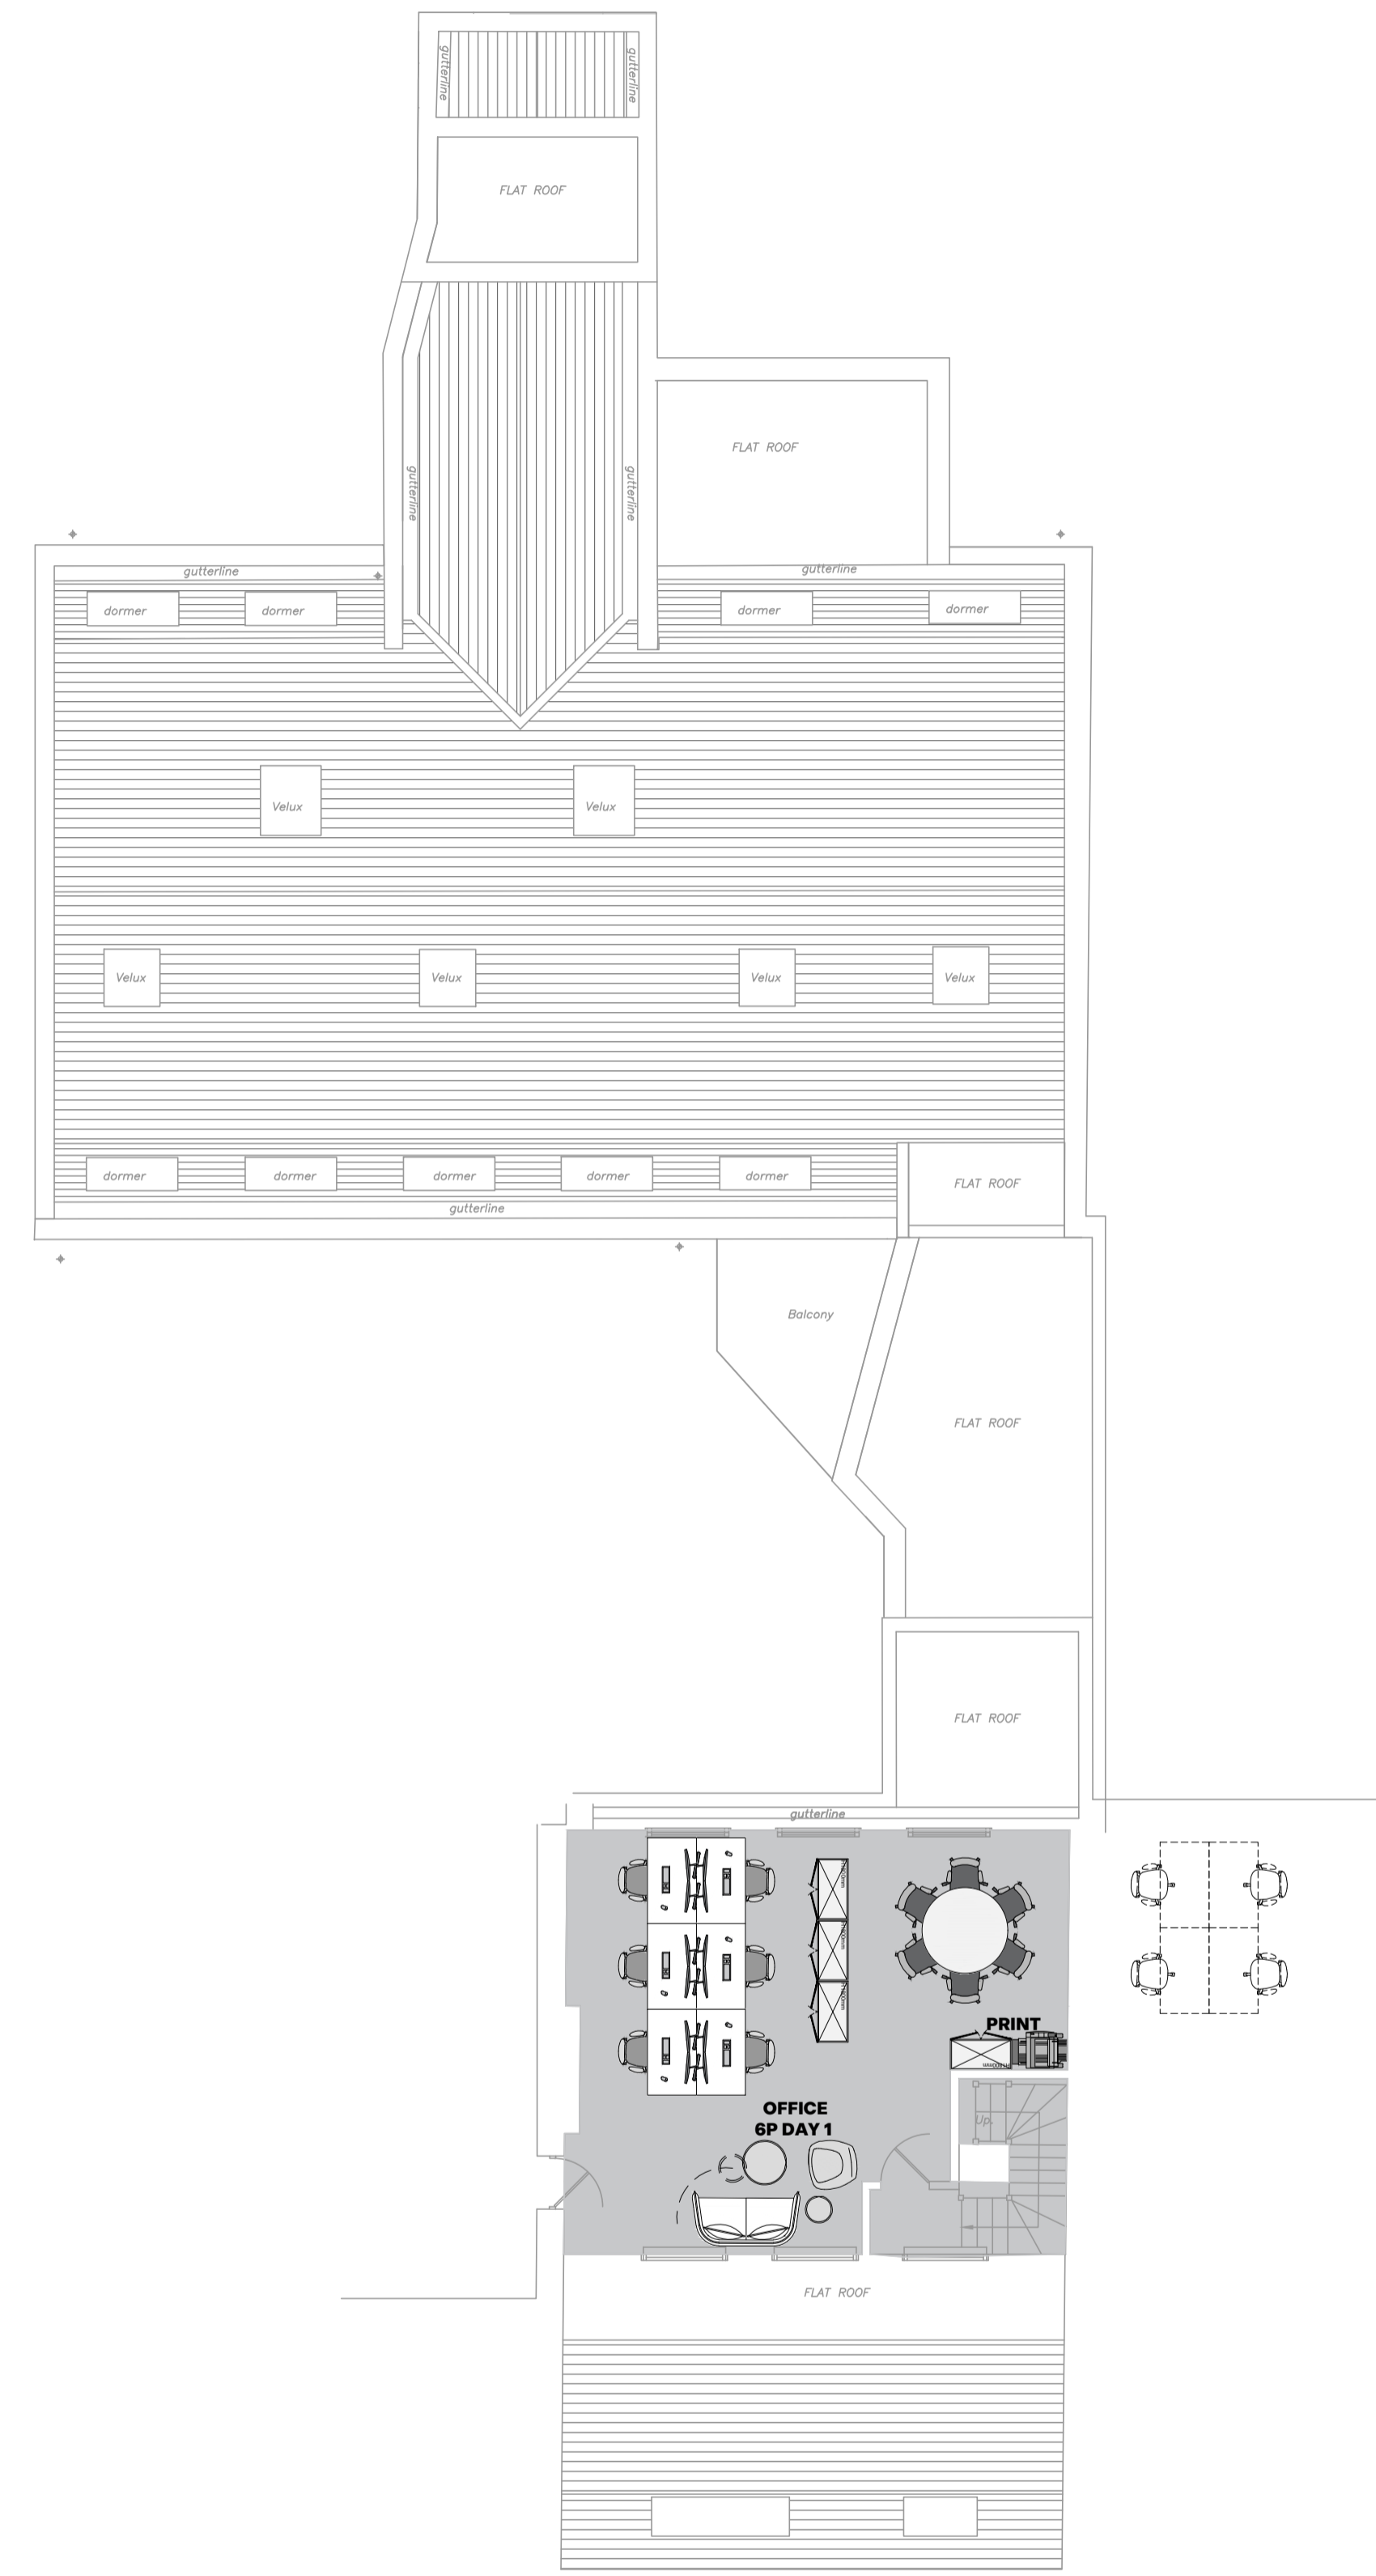 gutterline
gutterline
FLAT ROOF
FLAT ROOF
gutterline
gutterline
gutterline
gutterline
dormer
dormer
dormer
dormer
Velux
Velux
Velux
Velux
Velux
Velux
dormer
dormer
dormer
dormer
dormer
FLAT ROOF
gutterline
Balcony
FLAT ROOF
FLAT ROOF
gutterline
PRINT
OFFICE
6P DAY 1
Up.
FLAT ROOF